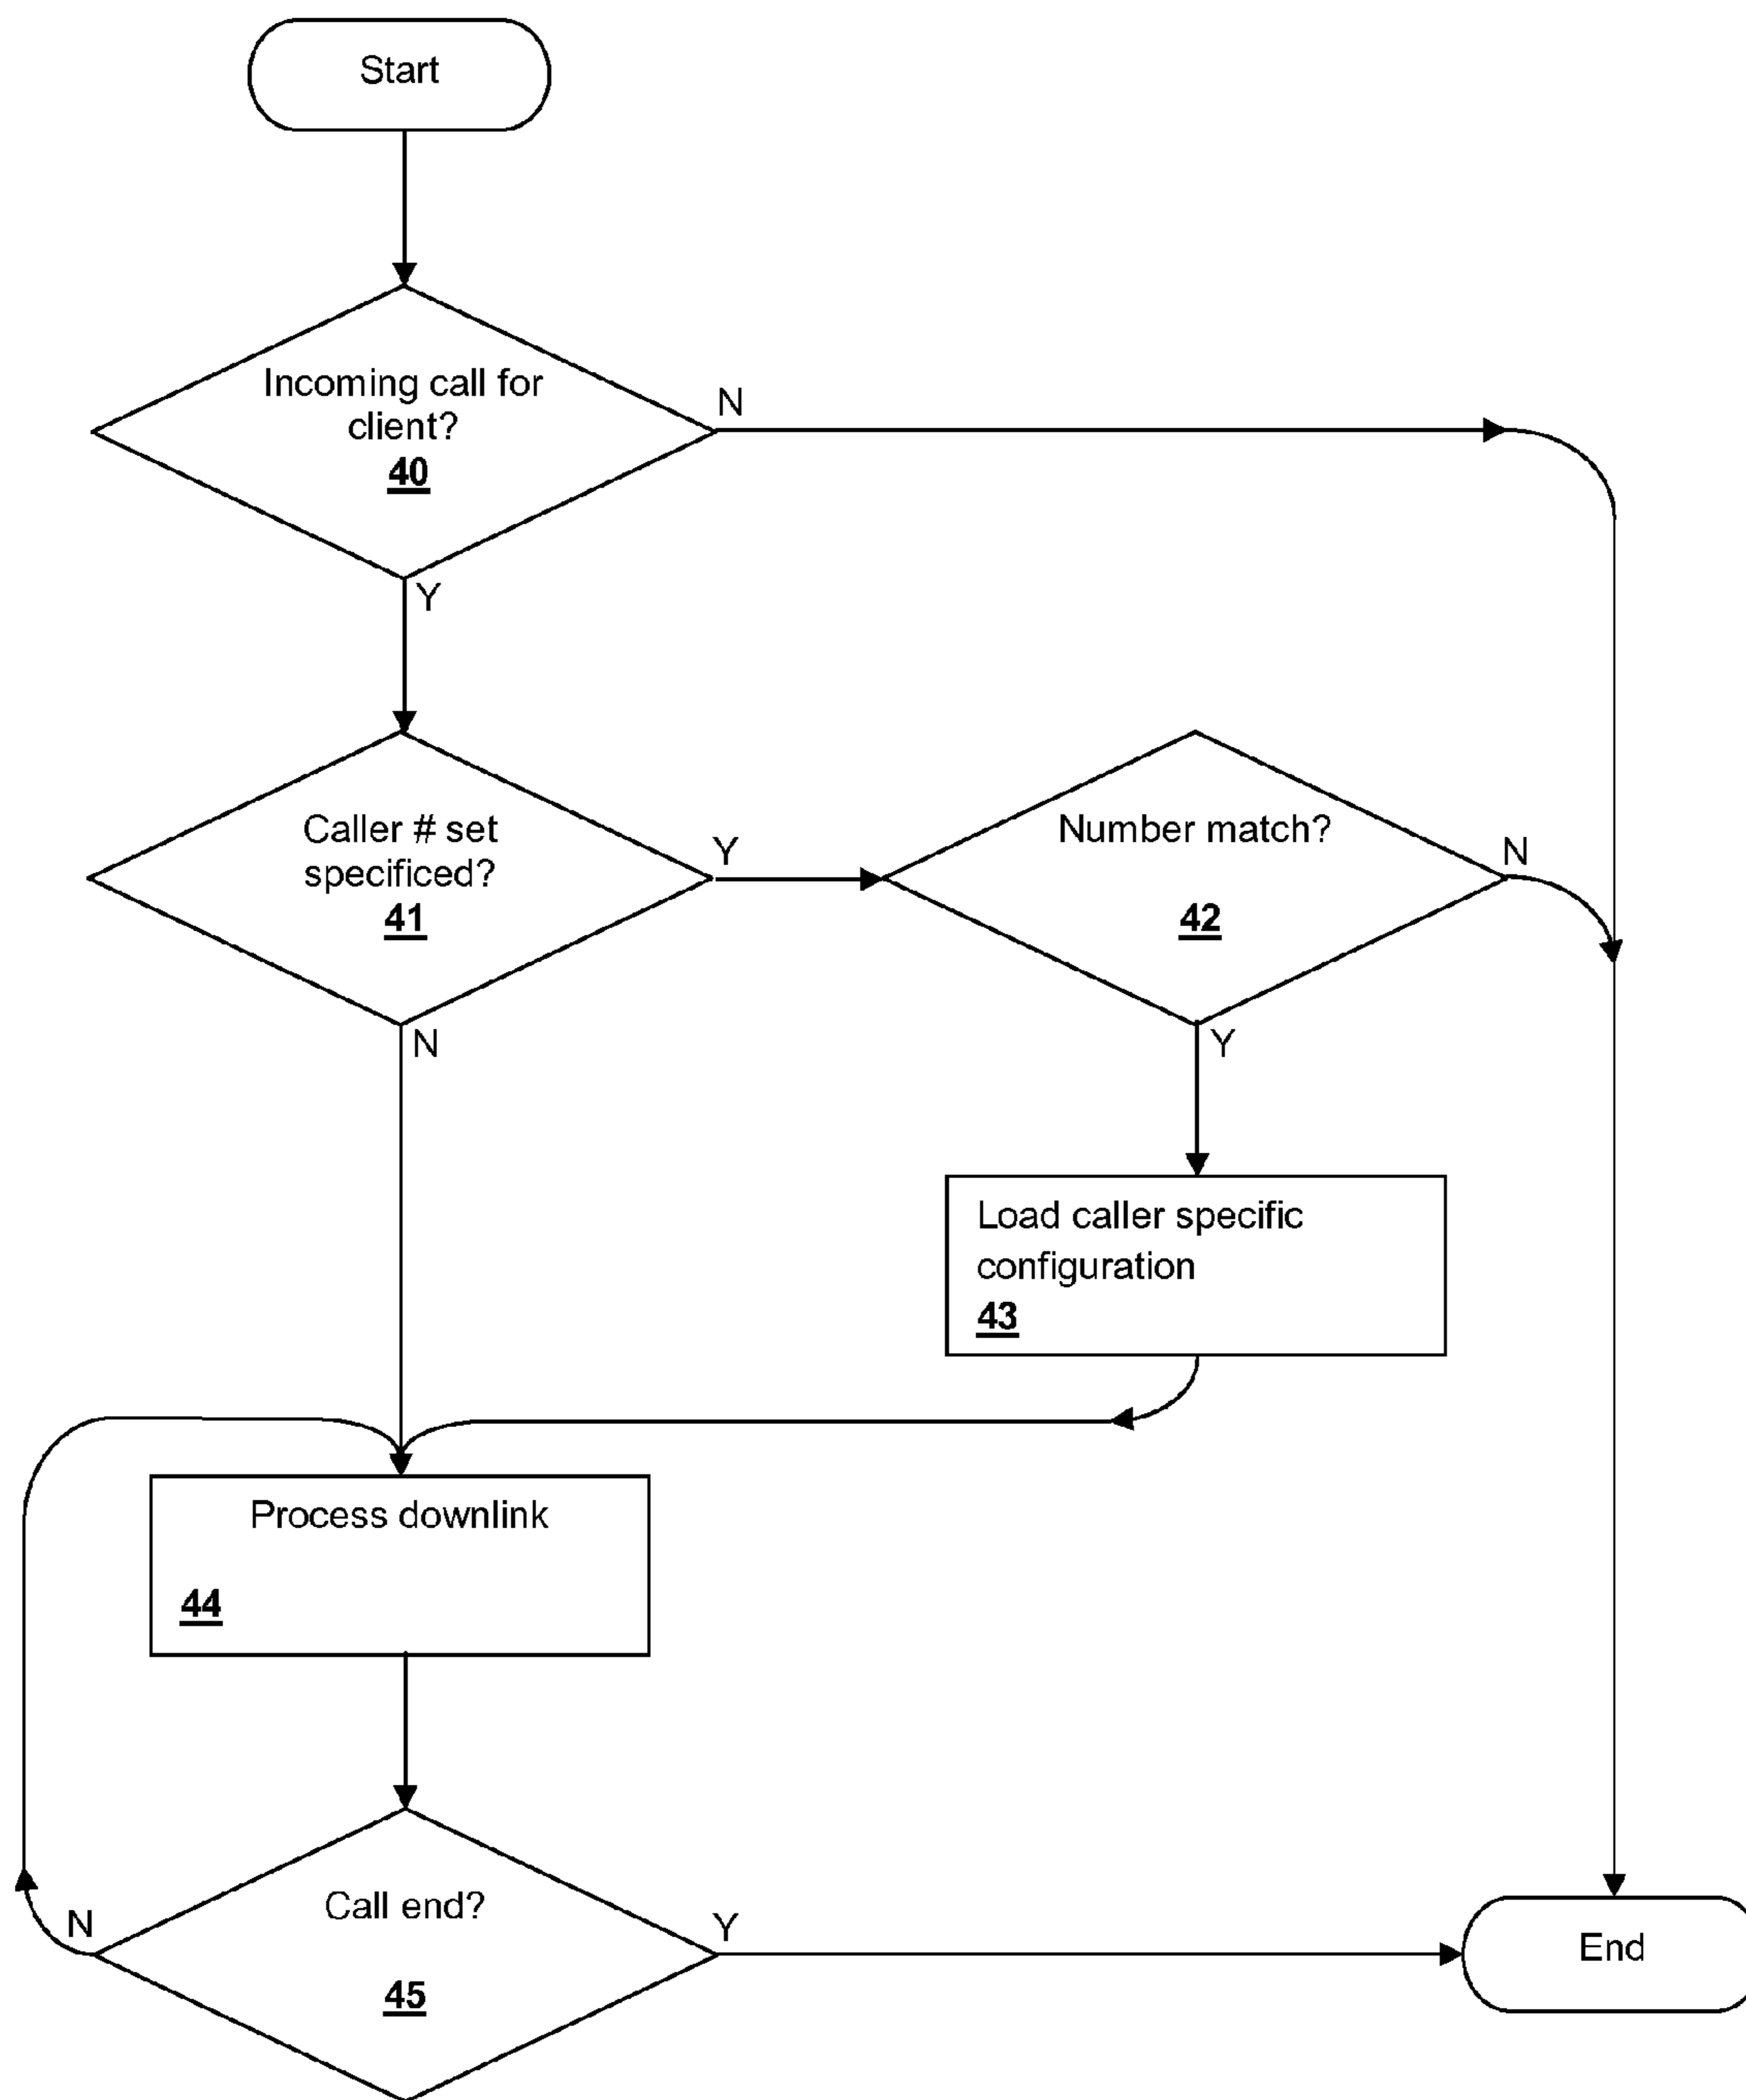 Start
Incoming call for
client?
40
N
Y
Caller # set
specificed?
41
Y
N
Number match?
42
N
Y
Load caller specific
configuration
43
Process downlink
44
Call end?
45
N
Y
End